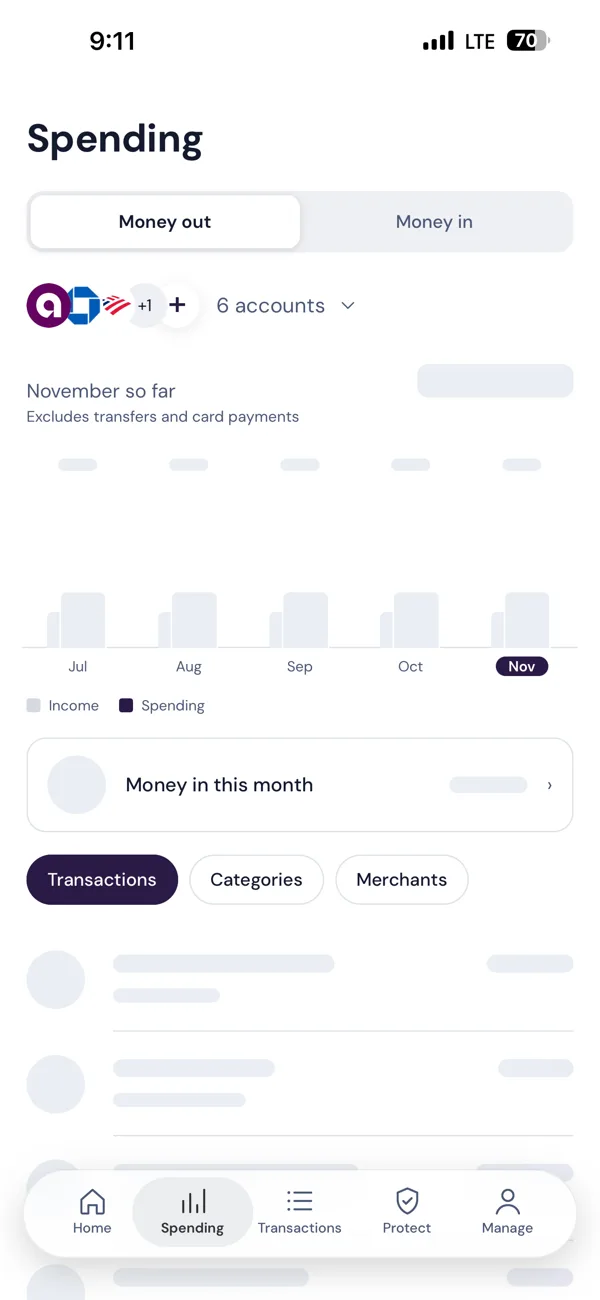 9:11 LTE 70
Spending
Money out Money in
+1 + 6 accounts
November so far
Excludes transfers and card payments
Jul Aug Sep Oct Nov
Income Spending
Money in this month ›
Transactions Categories Merchants
Home Spending Transactions Protect Manage